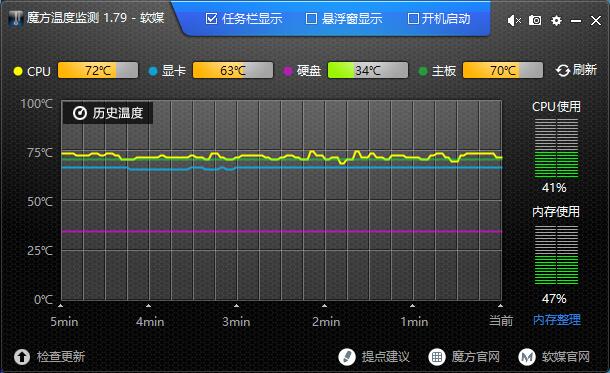 魔方温度监测 1.79 - 软媒 任务栏显示 悬浮窗显示 开机启动
CPU 72℃ 显卡 63℃ 硬盘 34℃ 主板 70℃ 刷新
100℃
历史温度
75℃
50℃
25℃
0℃
5min 4min 3min 2min 1min 当前
CPU使用
41%
内存使用
47%
内存整理
检查更新 提点建议 魔方官网 软媒官网